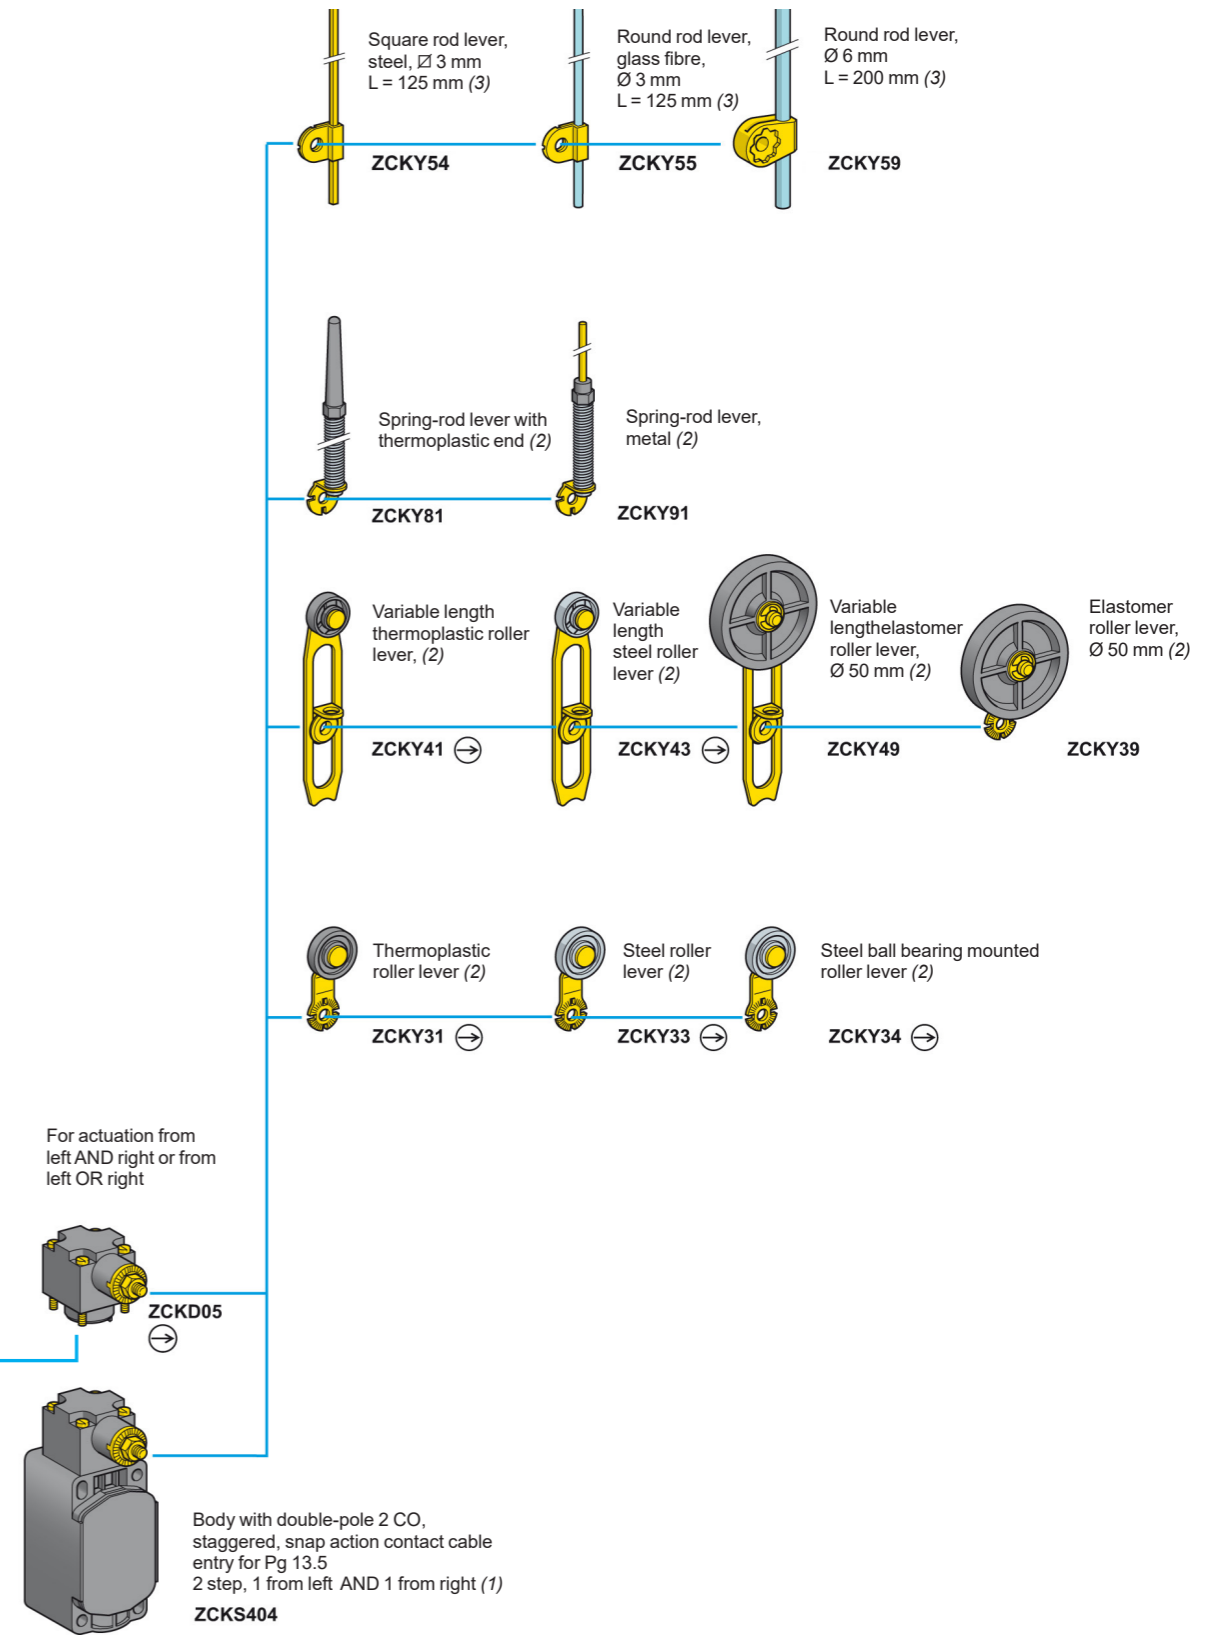 Square rod lever,
steel, ⌀ 3 mm
L = 125 mm (3)
ZCKY54
Round rod lever,
glass fibre,
Ø 3 mm
L = 125 mm (3)
ZCKY55
Round rod lever,
Ø 6 mm
L = 200 mm (3)
ZCKY59
Spring-rod lever with
thermoplastic end (2)
ZCKY81
Spring-rod lever,
metal (2)
ZCKY91
Variable length
thermoplastic roller
lever, (2)
ZCKY41
Variable
length
steel roller
lever (2)
ZCKY43
Variable
lengthelastomer
roller lever,
Ø 50 mm (2)
ZCKY49
Elastomer
roller lever,
Ø 50 mm (2)
ZCKY39
Thermoplastic
roller lever (2)
ZCKY31
Steel roller
lever (2)
ZCKY33
Steel ball bearing mounted
roller lever (2)
ZCKY34
For actuation from
left AND right or from
left OR right
ZCKD05
Body with double-pole 2 CO,
staggered, snap action contact cable
entry for Pg 13.5
2 step, 1 from left AND 1 from right (1)
ZCKS404